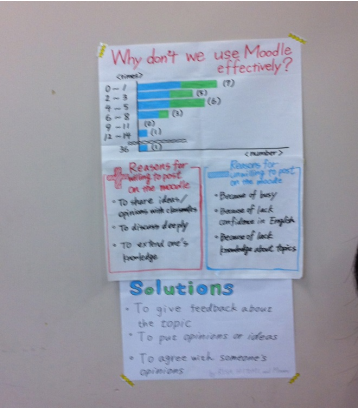 Why don't we use Moodle
effectively?
<times>
0 - 1 (7)
2 - 3 (5)
4 - 5 (6)
6 - 8 (3)
9 - 11 (0)
12 - 14 (1)
36 (1)
<number>
Reasons for
willing to post
on the moodle
• To share ideas/
opinions with classmates
• To discuss deeply
• To extend one's
knowledge
Reasons for
unwilling to post
on the moodle
• Because of busy
• Because of lack
confidence in English
• Because of lack
knowledge about topics
Solutions
• To give feedback about
the topic
• To put opinions or ideas
• To agree with someone's
opinions
by